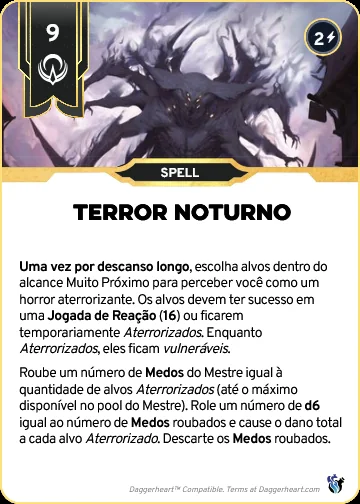 9
2
SPELL
TERROR NOTURNO
Uma vez por descanso longo, escolha alvos dentro do
alcance Muito Próximo para perceber você como um
horror aterrorizante. Os alvos devem ter sucesso em
uma Jogada de Reação (16) ou ficarem
temporariamente Aterrorizados. Enquanto
Aterrorizados, eles ficam vulneráveis.
Roube um número de Medos do Mestre igual à
quantidade de alvos Aterrorizados (até o máximo
disponível no pool do Mestre). Role um número de d6
igual ao número de Medos roubados e cause o dano total
a cada alvo Aterrorizado. Descarte os Medos roubados.
Daggerheart™ Compatible. Terms at Daggerheart.com